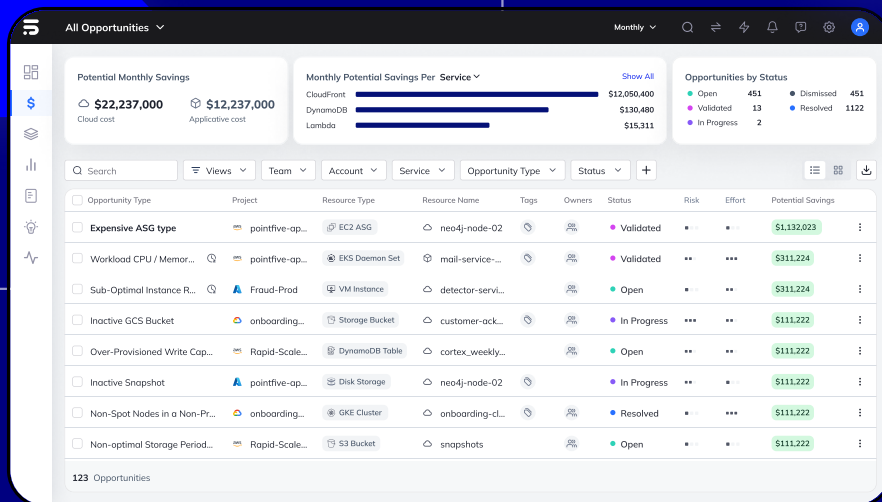 All Opportunities
Monthly
Potential Monthly Savings
$22,237,000
Cloud cost
$12,237,000
Applicative cost
Monthly Potential Savings Per Service
Show All
CloudFront $12,050,400
DynamoDB $130,480
Lambda $15,311
Opportunities by Status
Open 451
Dismissed 451
Validated 13
Resolved 1122
In Progress 2
Search Views Team Account Service Opportunity Type Status +
Opportunity Type Project Resource Type Resource Name Tags Owners Status Risk Effort Potential Savings
Expensive ASG type aws pointfive-ap... EC2 ASG neo4j-node-02 Validated $1,132,023
Workload CPU / Memor... aws pointfive-ap... EKS Daemon Set mail-service-... Validated $311,224
Sub-Optimal Instance R... Fraud-Prod VM Instance detector-servi... Open $311,224
Inactive GCS Bucket onboarding... Storage Bucket customer-ack... In Progress $111,222
Over-Provisioned Write Cap... aws Rapid-Scale... DynamoDB Table cortex_weekly... Open $111,222
Inactive Snapshot pointfive-ap... Disk Storage neo4j-node-02 In Progress $111,222
Non-Spot Nodes in a Non-Pr... onboarding... GKE Cluster onboarding-cl... Resolved $111,222
Non-optimal Storage Period... aws Rapid-Scale... S3 Bucket snapshots Open $111,222
123 Opportunities